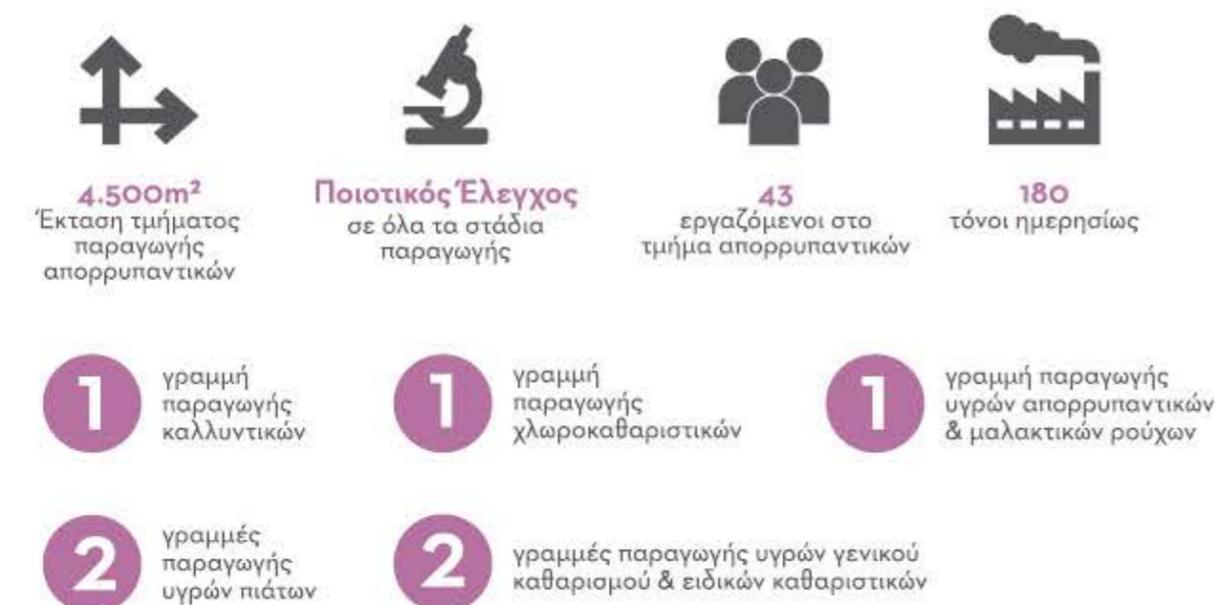 4.500m²
Έκταση τμήματος
παραγωγής
απορρυπαντικών
Ποιοτικός Έλεγχος
σε όλα τα στάδια
παραγωγής
43
εργαζόμενοι στο
τμήμα απορρυπαντικών
180
τόνοι ημερησίως
1
γραμμή
παραγωγής
καλλυντικών
1
γραμμή
παραγωγής
χλωροκαθαριστικών
1
γραμμή παραγωγής
υγρών απορρυπαντικών
& μαλακτικών ρούχων
2
γραμμές
παραγωγής
υγρών πιάτων
2
γραμμές παραγωγής υγρών γενικού
καθαρισμού & ειδικών καθαριστικών